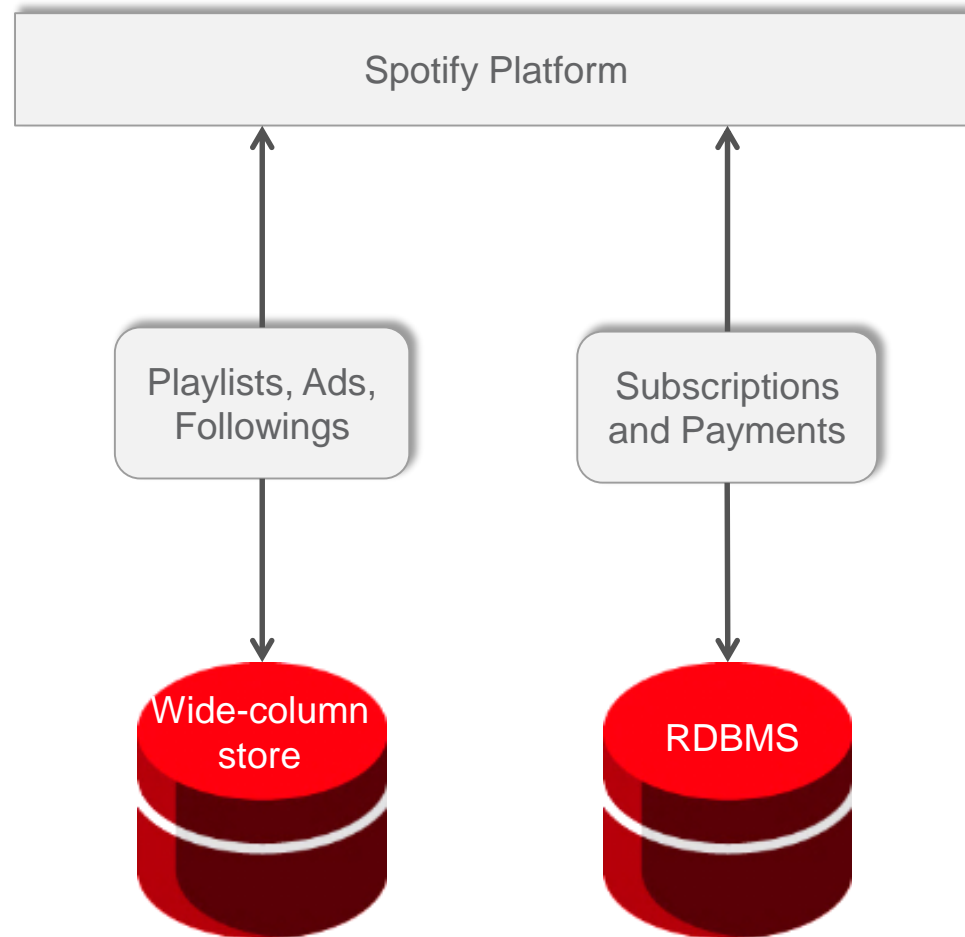 Spotify Platform
Playlists, Ads,
Followings
Subscriptions
and Payments
Wide-column
store
RDBMS